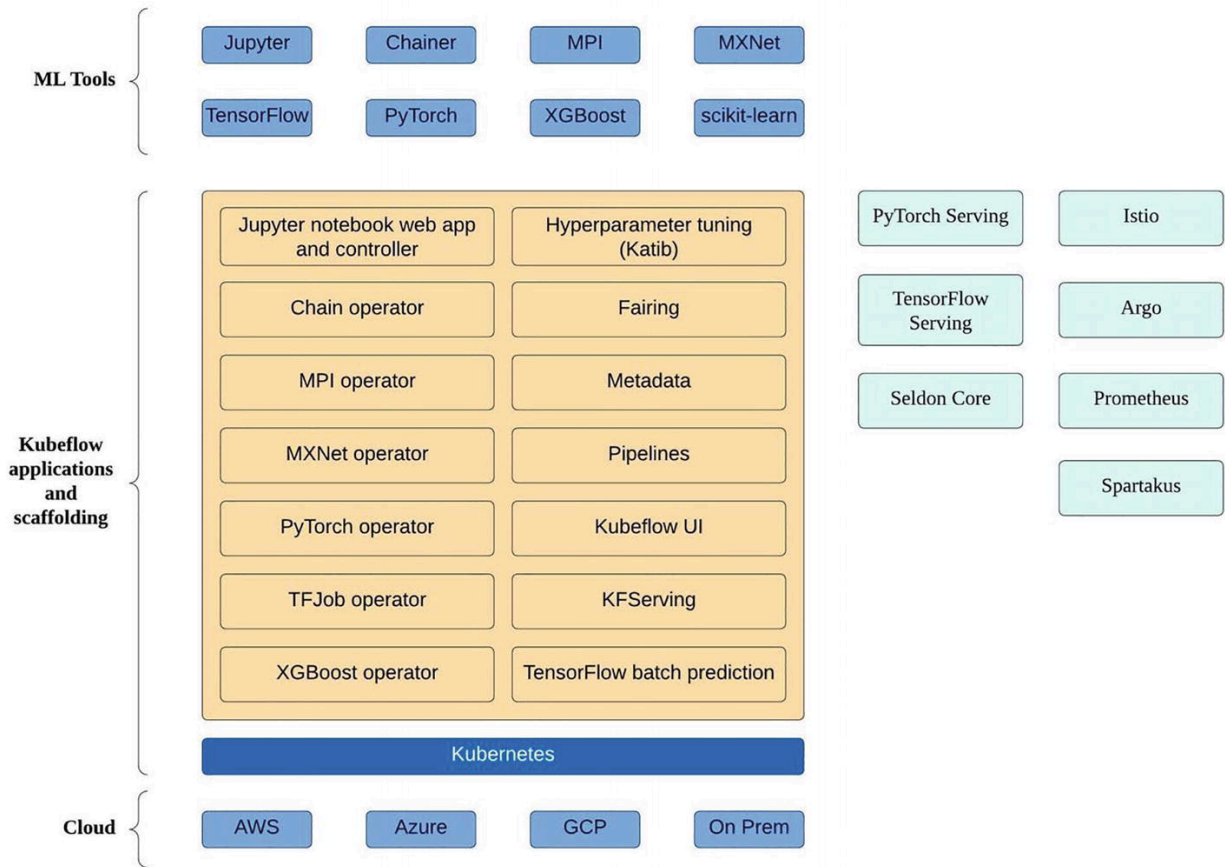 ML Tools
Jupyter
Chainer
MPI
MXNet
TensorFlow
PyTorch
XGBoost
scikit-learn
Kubeflow
applications
and
scaffolding
Jupyter notebook web app
and controller
Hyperparameter tuning
(Katib)
Chain operator
Fairing
MPI operator
Metadata
MXNet operator
Pipelines
PyTorch operator
Kubeflow UI
TFJob operator
KFServing
XGBoost operator
TensorFlow batch prediction
Kubernetes
PyTorch Serving
Istio
TensorFlow
Serving
Argo
Seldon Core
Prometheus
Spartakus
Cloud
AWS
Azure
GCP
On Prem